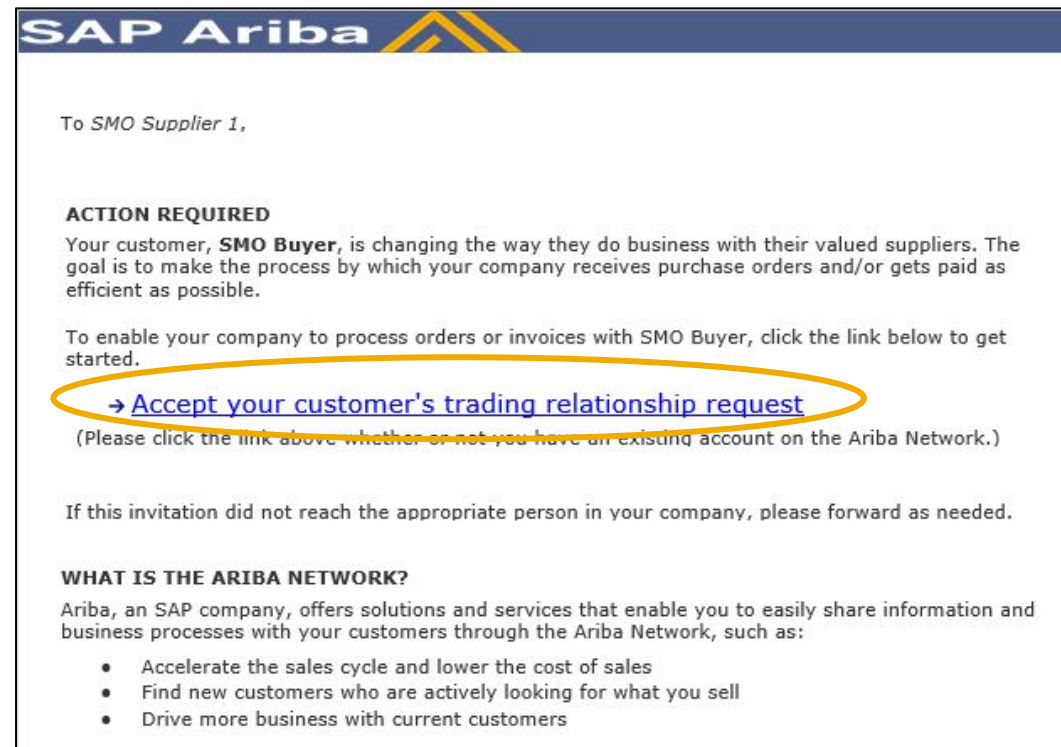 SAP Ariba
To SMO Supplier 1,
ACTION REQUIRED
Your customer, SMO Buyer, is changing the way they do business with their valued suppliers. The
goal is to make the process by which your company receives purchase orders and/or gets paid as
efficient as possible.
To enable your company to process orders or invoices with SMO Buyer, click the link below to get
started.
→ Accept your customer's trading relationship request
(Please click the link above whether or not you have an existing account on the Ariba Network.)
If this invitation did not reach the appropriate person in your company, please forward as needed.
WHAT IS THE ARIBA NETWORK?
Ariba, an SAP company, offers solutions and services that enable you to easily share information and
business processes with your customers through the Ariba Network, such as:
• Accelerate the sales cycle and lower the cost of sales
• Find new customers who are actively looking for what you sell
• Drive more business with current customers